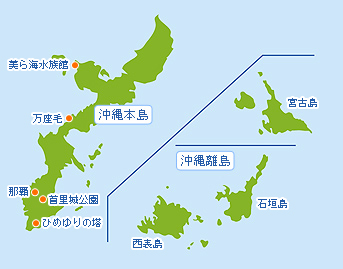 美ら海水族館
万座毛
沖縄本島
宮古島
沖縄離島
那覇
首里城公園
石垣島
ひめゆりの塔
西表島